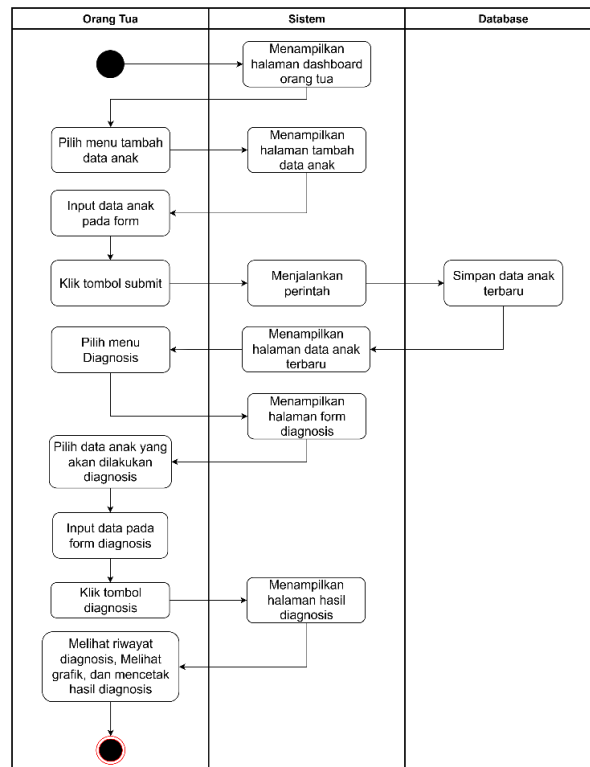 Orang Tua
Sistem
Database
Menampilkan
halaman dashboard
orang tua
Pilih menu tambah
data anak
Menampilkan
halaman tambah
data anak
Input data anak
pada form
Klik tombol submit
Menjalankan
perintah
Simpan data anak
terbaru
Menampilkan
halaman data anak
terbaru
Pilih menu
Diagnosis
Menampilkan
halaman form
diagnosis
Pilih data anak yang
akan dilakukan
diagnosis
Input data pada
form diagnosis
Klik tombol
diagnosis
Menampilkan
halaman hasil
diagnosis
Melihat riwayat
diagnosis, Melihat
grafik, dan mencetak
hasil diagnosis